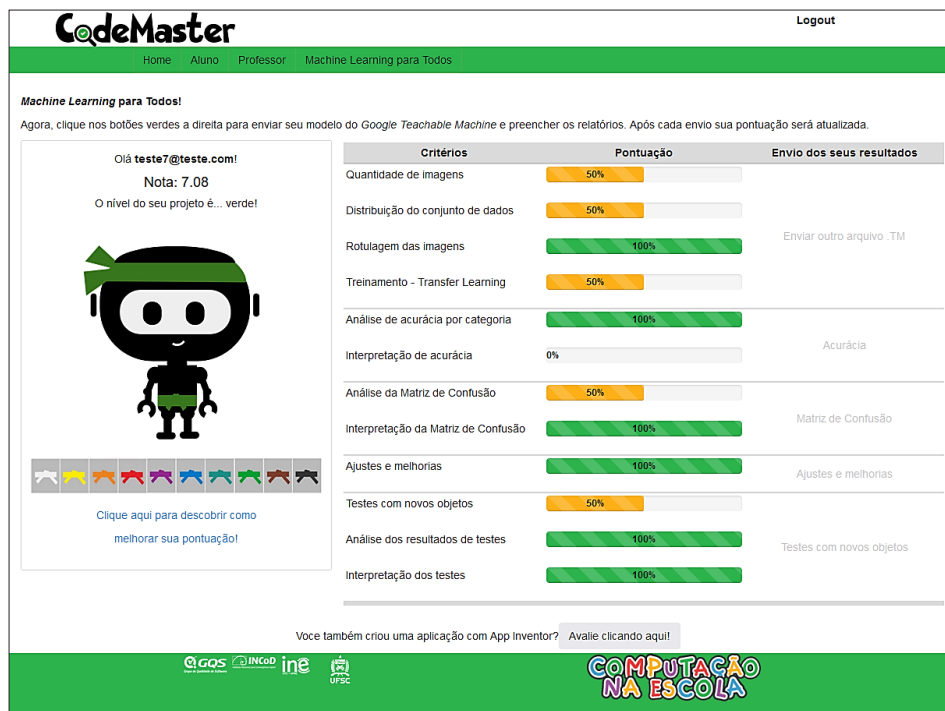 CodeMaster
Logout
Home Aluno Professor Machine Learning para Todos
Machine Learning para Todos!
Agora, clique nos botões verdes a direita para enviar seu modelo do Google Teachable Machine e preencher os relatórios. Após cada envio sua pontuação será atualizada.
Olá teste7@teste.com!
Nota: 7.08
O nível do seu projeto é... verde!
Clique aqui para descobrir como
melhorar sua pontuação!
Critérios Pontuação Envio dos seus resultados
Quantidade de imagens 50%
Distribuição do conjunto de dados 50%
Enviar outro arquivo .TM
Rotulagem das imagens 100%
Treinamento - Transfer Learning 50%
Análise de acurácia por categoria 100%
Acurácia
Interpretação de acurácia 0%
Análise da Matriz de Confusão 50%
Matriz de Confusão
Interpretação da Matriz de Confusão 100%
Ajustes e melhorias 100% Ajustes e melhorias
Testes com novos objetos 50%
Análise dos resultados de testes 100% Testes com novos objetos
Interpretação dos testes 100%
Voce também criou uma aplicação com App Inventor? Avalie clicando aqui!
GQS INCoD ine UFSC
COMPUTAÇÃO
NA ESCOLA